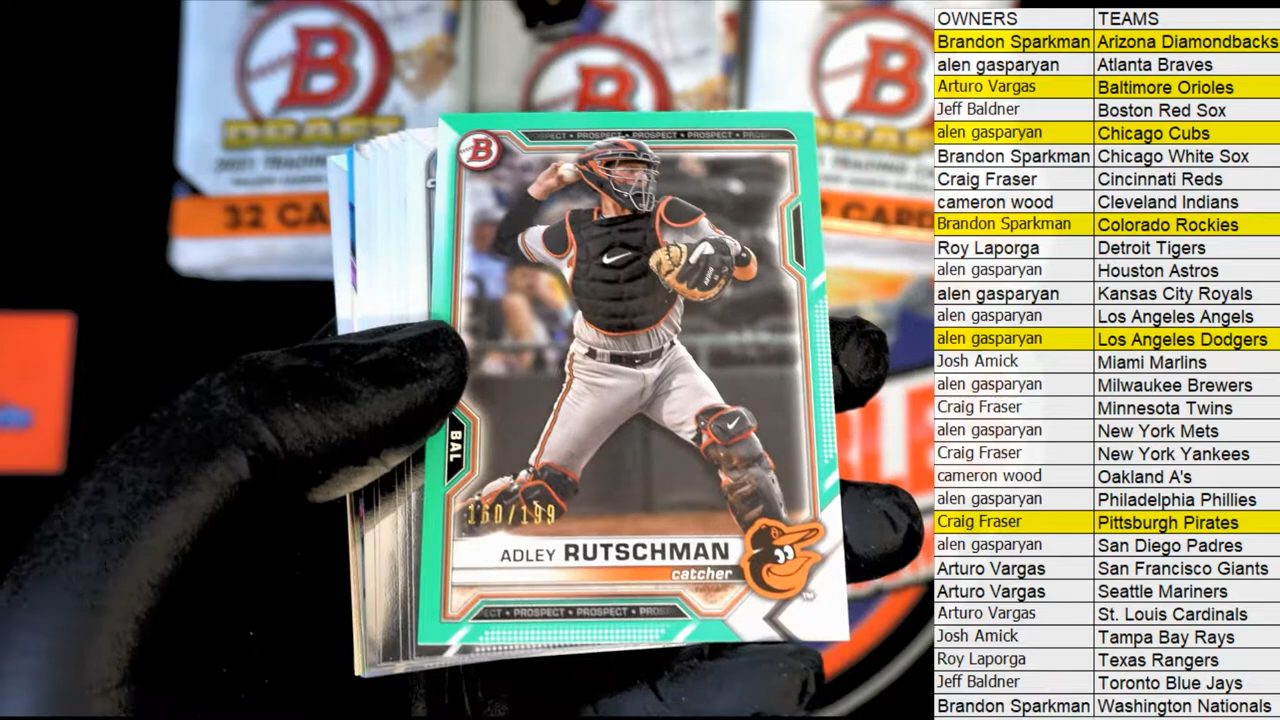 B
B
B
DRAFT
32 CA
CARD
B
PROSPECT • PROSPECT • PROSPECT • PROSPECT
BAL
160/199
ADLEY RUTSCHMAN
catcher
PROSPECT • PROSPECT
TM
OWNERS TEAMS
Brandon Sparkman Arizona Diamondbacks
alen gasparyan Atlanta Braves
Arturo Vargas Baltimore Orioles
Jeff Baldner Boston Red Sox
alen gasparyan Chicago Cubs
Brandon Sparkman Chicago White Sox
Craig Fraser Cincinnati Reds
cameron wood Cleveland Indians
Brandon Sparkman Colorado Rockies
Roy Laporga Detroit Tigers
alen gasparyan Houston Astros
alen gasparyan Kansas City Royals
alen gasparyan Los Angeles Angels
alen gasparyan Los Angeles Dodgers
Josh Amick Miami Marlins
alen gasparyan Milwaukee Brewers
Craig Fraser Minnesota Twins
alen gasparyan New York Mets
Craig Fraser New York Yankees
cameron wood Oakland A's
alen gasparyan Philadelphia Phillies
Craig Fraser Pittsburgh Pirates
alen gasparyan San Diego Padres
Arturo Vargas San Francisco Giants
Arturo Vargas Seattle Mariners
Arturo Vargas St. Louis Cardinals
Josh Amick Tampa Bay Rays
Roy Laporga Texas Rangers
Jeff Baldner Toronto Blue Jays
Brandon Sparkman Washington Nationals